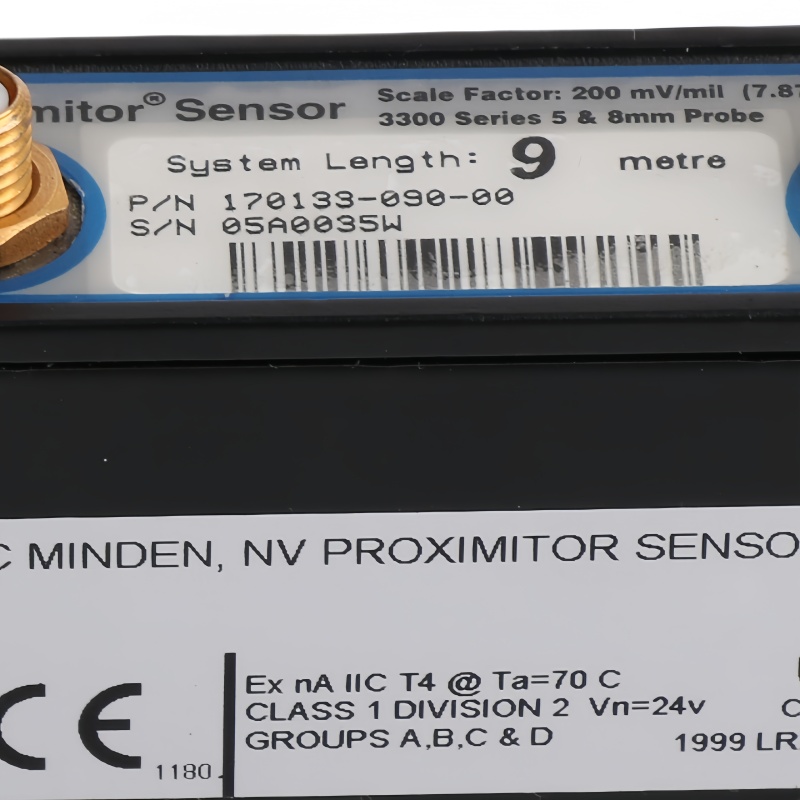 mitor® Sensor
Scale Factor: 200 mV/mil (7.87
3300 Series 5 & 8mm Probe
System Length: 9 metre
P/N 170133-090-00
S/N 05A0035W
C MINDEN, NV PROXIMITOR SENSO
CE 1180
Ex nA IIC T4 @ Ta=70 C
CLASS 1 DIVISION 2 Vn=24v
GROUPS A,B,C & D
1999 LR